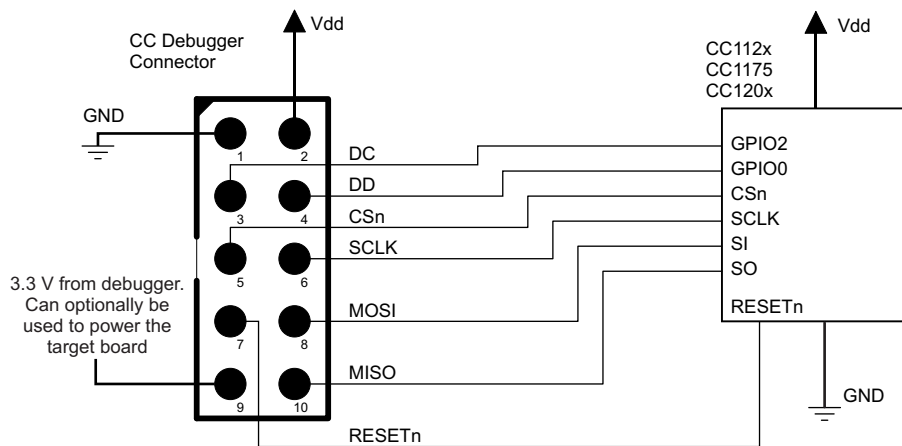 Vdd
CC Debugger
Connector
GND
1
2
3
4
5
6
7
8
9
10
DC
DD
CSn
SCLK
MOSI
MISO
RESETn
3.3 V from debugger.
Can optionally be
used to power the
target board
Vdd
CC112x
CC1175
CC120x
GPIO2
GPIO0
CSn
SCLK
SI
SO
RESETn
GND